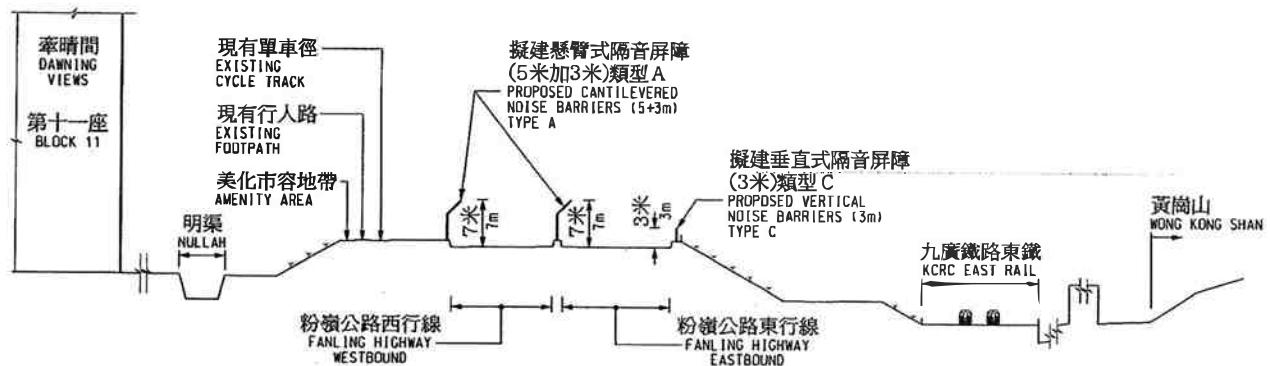 牽晴間
DAWNING
VIEWS
第十一座
BLOCK 11
明渠
NULLAH
現有單車徑
EXISTING
CYCLE TRACK
現有行人路
EXISTING
FOOTPATH
美化市容地帶
AMENITY AREA
擬建懸臂式隔音屏障
(5米加3米)類型A
PROPOSED CANTILEVERED
NOISE BARRIERS (5+3m)
TYPE A
7米
7m
7米
7m
3米
3m
擬建垂直式隔音屏障
(3米)類型C
PROPOSED VERTICAL
NOISE BARRIERS (3m)
TYPE C
九廣鐵路東鐵
KCRC EAST RAIL
黃崗山
WONG KONG SHAN
粉嶺公路西行線
FANLING HIGHWAY
WESTBOUND
粉嶺公路東行線
FANLING HIGHWAY
EASTBOUND